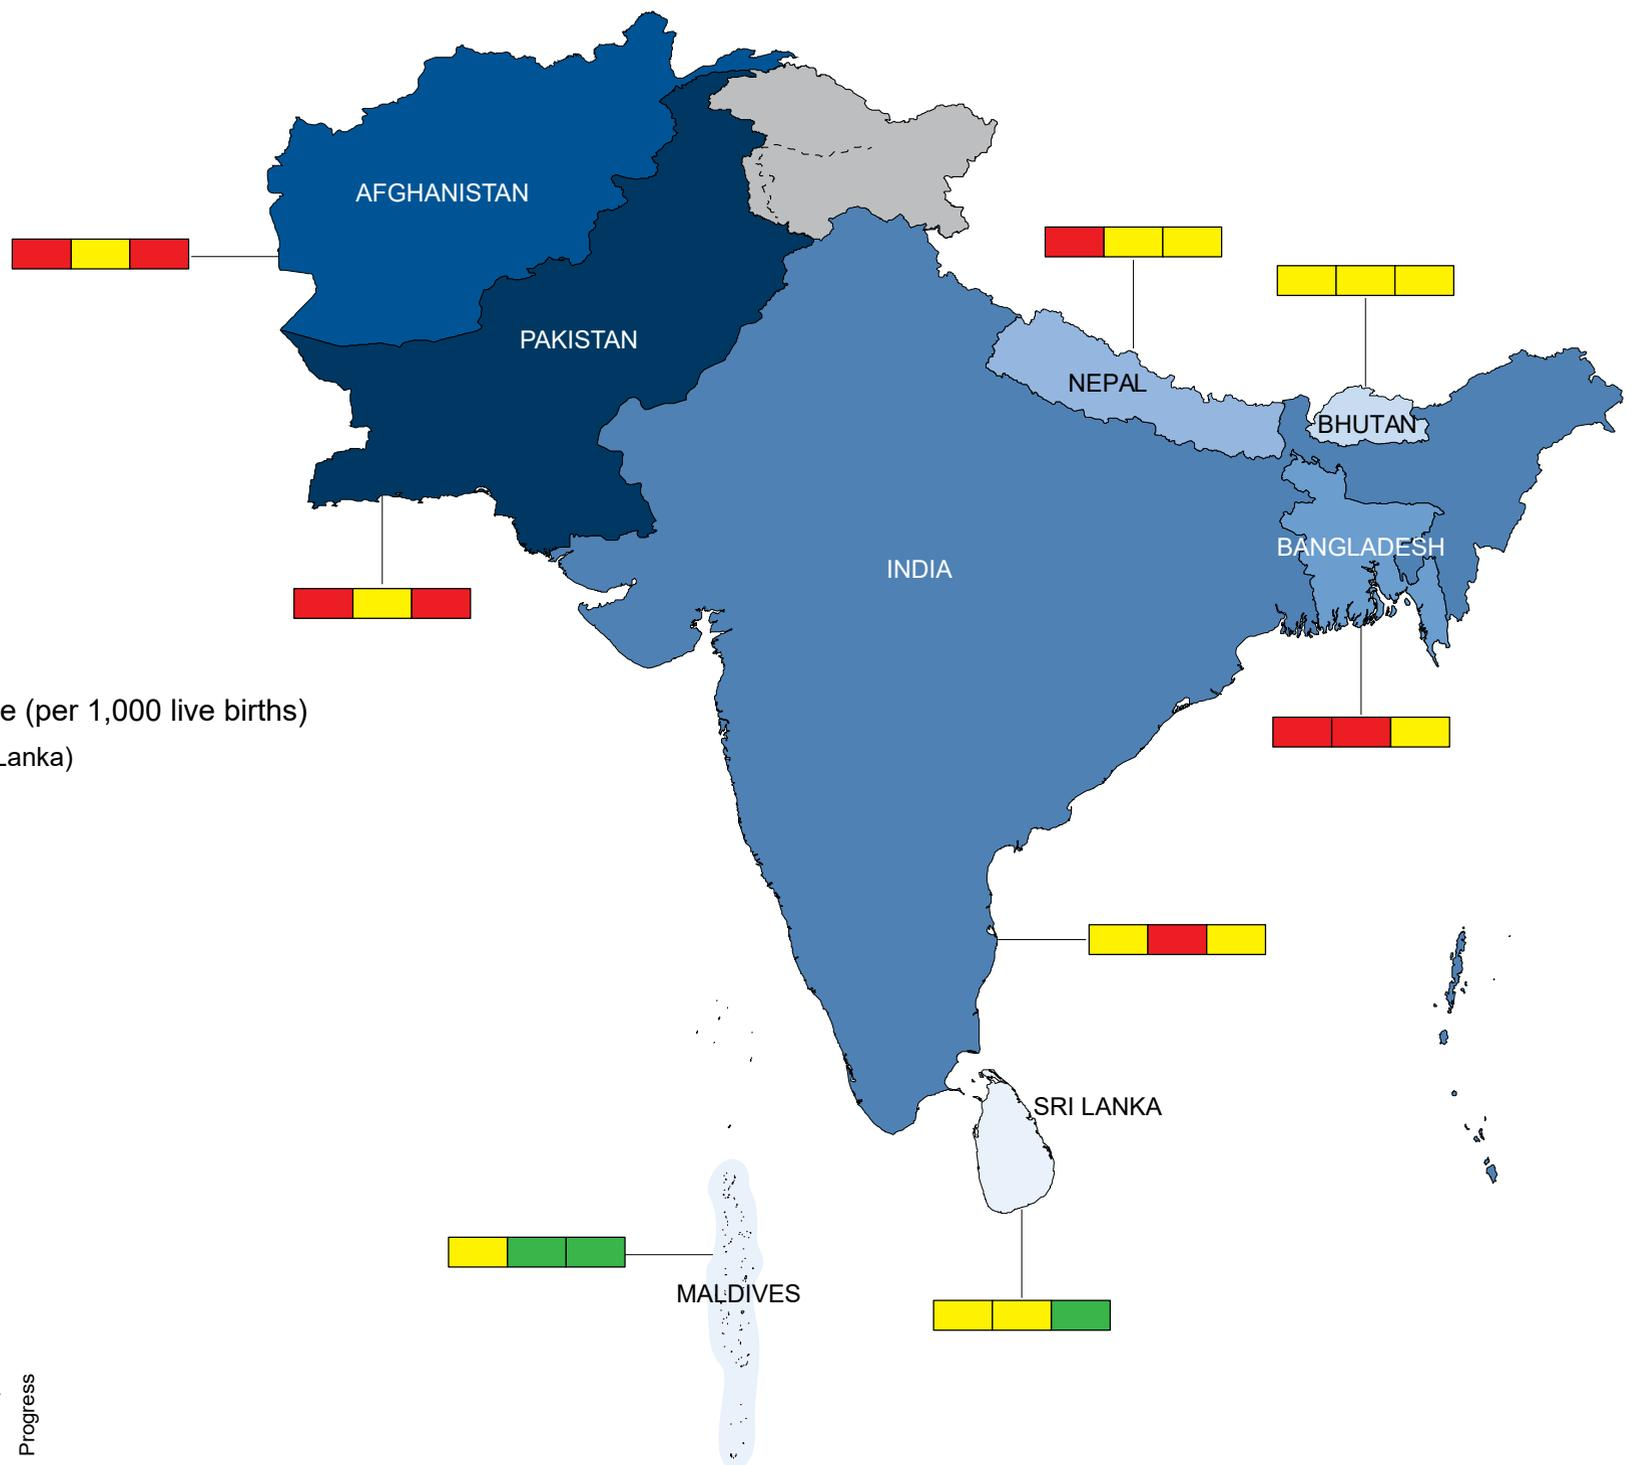 AFGHANISTAN
PAKISTAN
NEPAL
BHUTAN
BANGLADESH
INDIA
e (per 1,000 live births)
Lanka)
SRI LANKA
MALDIVES
Progress